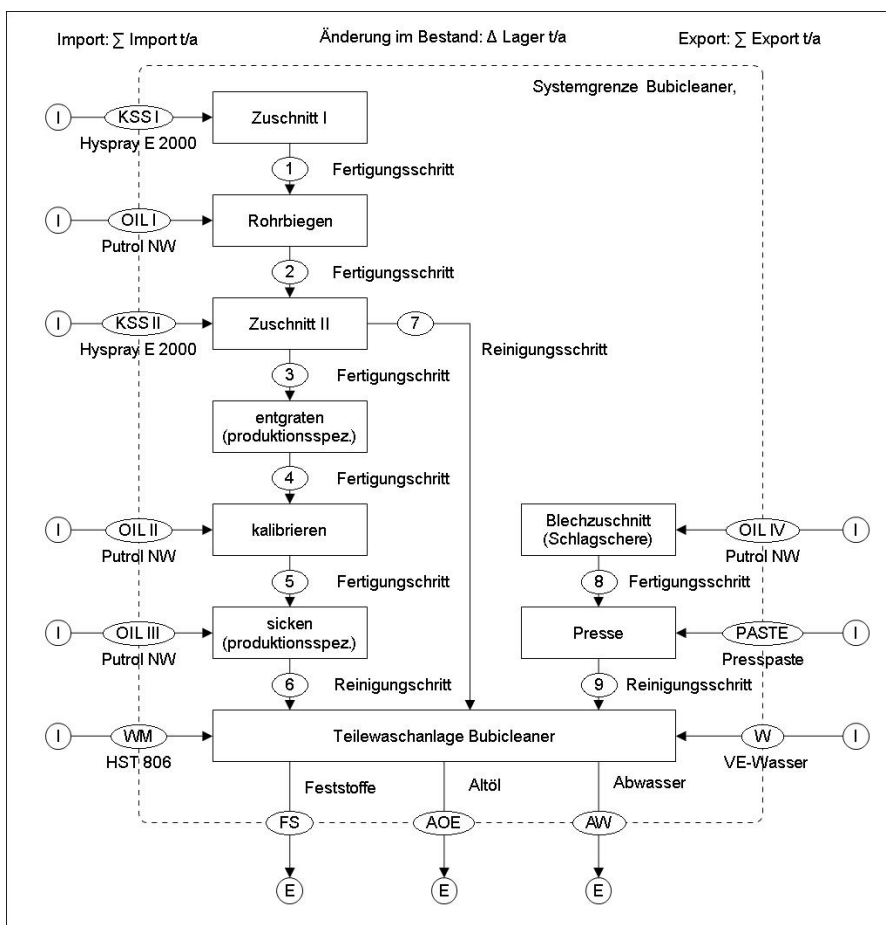 Import: ∑ Import t/a
Änderung im Bestand: Δ Lager t/a
Export: ∑ Export t/a
Systemgrenze Bubicleaner,
I
KSS I
Zuschnitt I
Hyspray E 2000
1
Fertigungsschritt
I
OIL I
Rohrbiegen
Putrol NW
2
Fertigungsschritt
I
KSS II
Zuschnitt II
7
Hyspray E 2000
Reinigungsschritt
3
Fertigungschritt
entgraten
(produktionsspez.)
4
Fertigungsschritt
I
OIL II
kalibrieren
Putrol NW
Blechzuschnitt
(Schlagschere)
OIL IV
I
Putrol NW
5
Fertigungsschritt
8
Fertigungsschritt
I
OIL III
sicken
(produktionsspez.)
Putrol NW
Presse
PASTE
I
Presspaste
6
Reinigungsschritt
9
Reinigungsschritt
I
WM
Teilewaschanlage Bubicleaner
W
I
HST 806
VE-Wasser
Feststoffe
Altöl
Abwasser
FS
AOE
AW
E
E
E